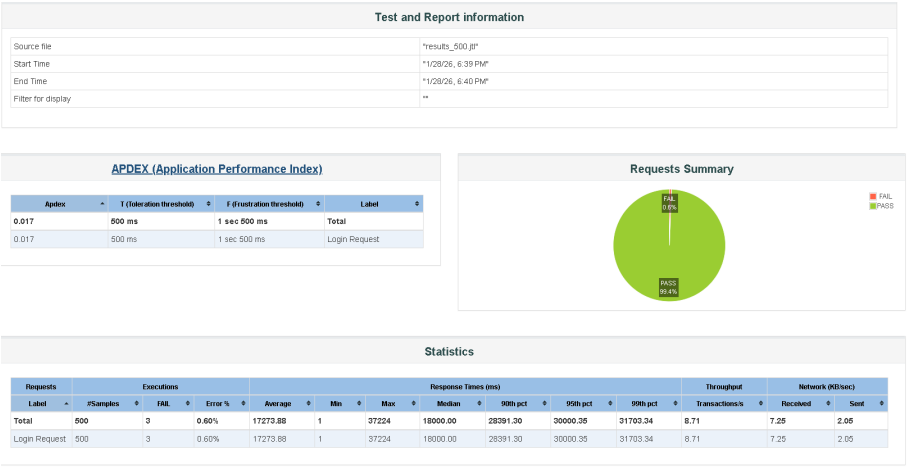 Test and Report information
Source file "results_500.jtl"
Start Time "1/28/26, 6:39 PM"
End Time "1/28/26, 6:40 PM"
Filter for display ""
APDEX (Application Performance Index)
Apdex T (Toleration threshold) F (Frustration threshold) Label
0.017 500 ms 1 sec 500 ms Total
0.017 500 ms 1 sec 500 ms Login Request
Requests Summary
FAIL
0.6%
PASS
99.4%
FAIL
PASS
Statistics
Requests Executions Response Times (ms) Throughput Network (KB/sec)
Label #Samples FAIL Error % Average Min Max Median 90th pct 95th pct 99th pct Transactions/s Received Sent
Total 500 3 0.60% 17273.88 1 37224 18000.00 28391.30 30000.35 31703.34 8.71 7.25 2.05
Login Request 500 3 0.60% 17273.88 1 37224 18000.00 28391.30 30000.35 31703.34 8.71 7.25 2.05